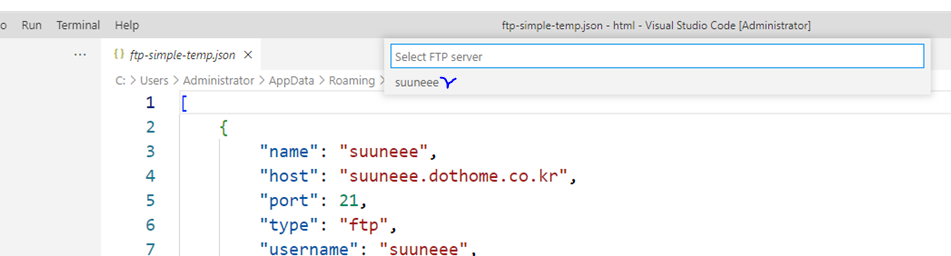 o Run Terminal Help ftp-simple-temp.json - html - Visual Studio Code [Administrator]
··· {} ftp-simple-temp.json × Select FTP server
C: > Users > Administrator > AppData > Roaming > suuneee
1 [
2 {
3 "name": "suuneee",
4 "host": "suuneee.dothome.co.kr",
5 "port": 21,
6 "type": "ftp",
7 "username": "suuneee",